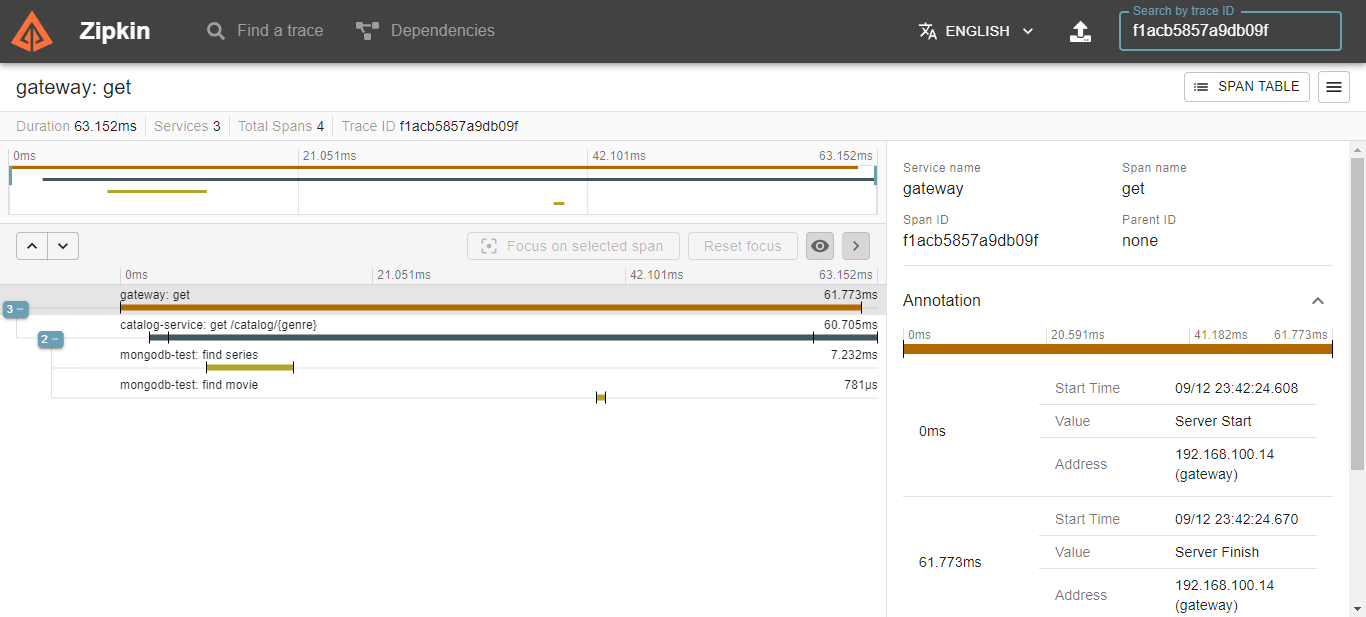 Zipkin
Find a trace
Dependencies
ENGLISH
Search by trace ID
f1acb5857a9db09f
gateway: get
SPAN TABLE
Duration 63.152ms Services 3 Total Spans 4 Trace ID f1acb5857a9db09f
0ms 21.051ms 42.101ms 63.152ms
Focus on selected span
Reset focus
0ms 21.051ms 42.101ms 63.152ms
gateway: get 61.773ms
3 −
catalog-service: get /catalog/{genre} 60.705ms
2 −
mongodb-test: find series 7.232ms
mongodb-test: find movie 781μs
Service name Span name
gateway get
Span ID Parent ID
f1acb5857a9db09f none
Annotation
0ms 20.591ms 41.182ms 61.773ms
0ms
Start Time 09/12 23:42:24.608
Value Server Start
Address 192.168.100.14
(gateway)
61.773ms
Start Time 09/12 23:42:24.670
Value Server Finish
Address 192.168.100.14
(gateway)